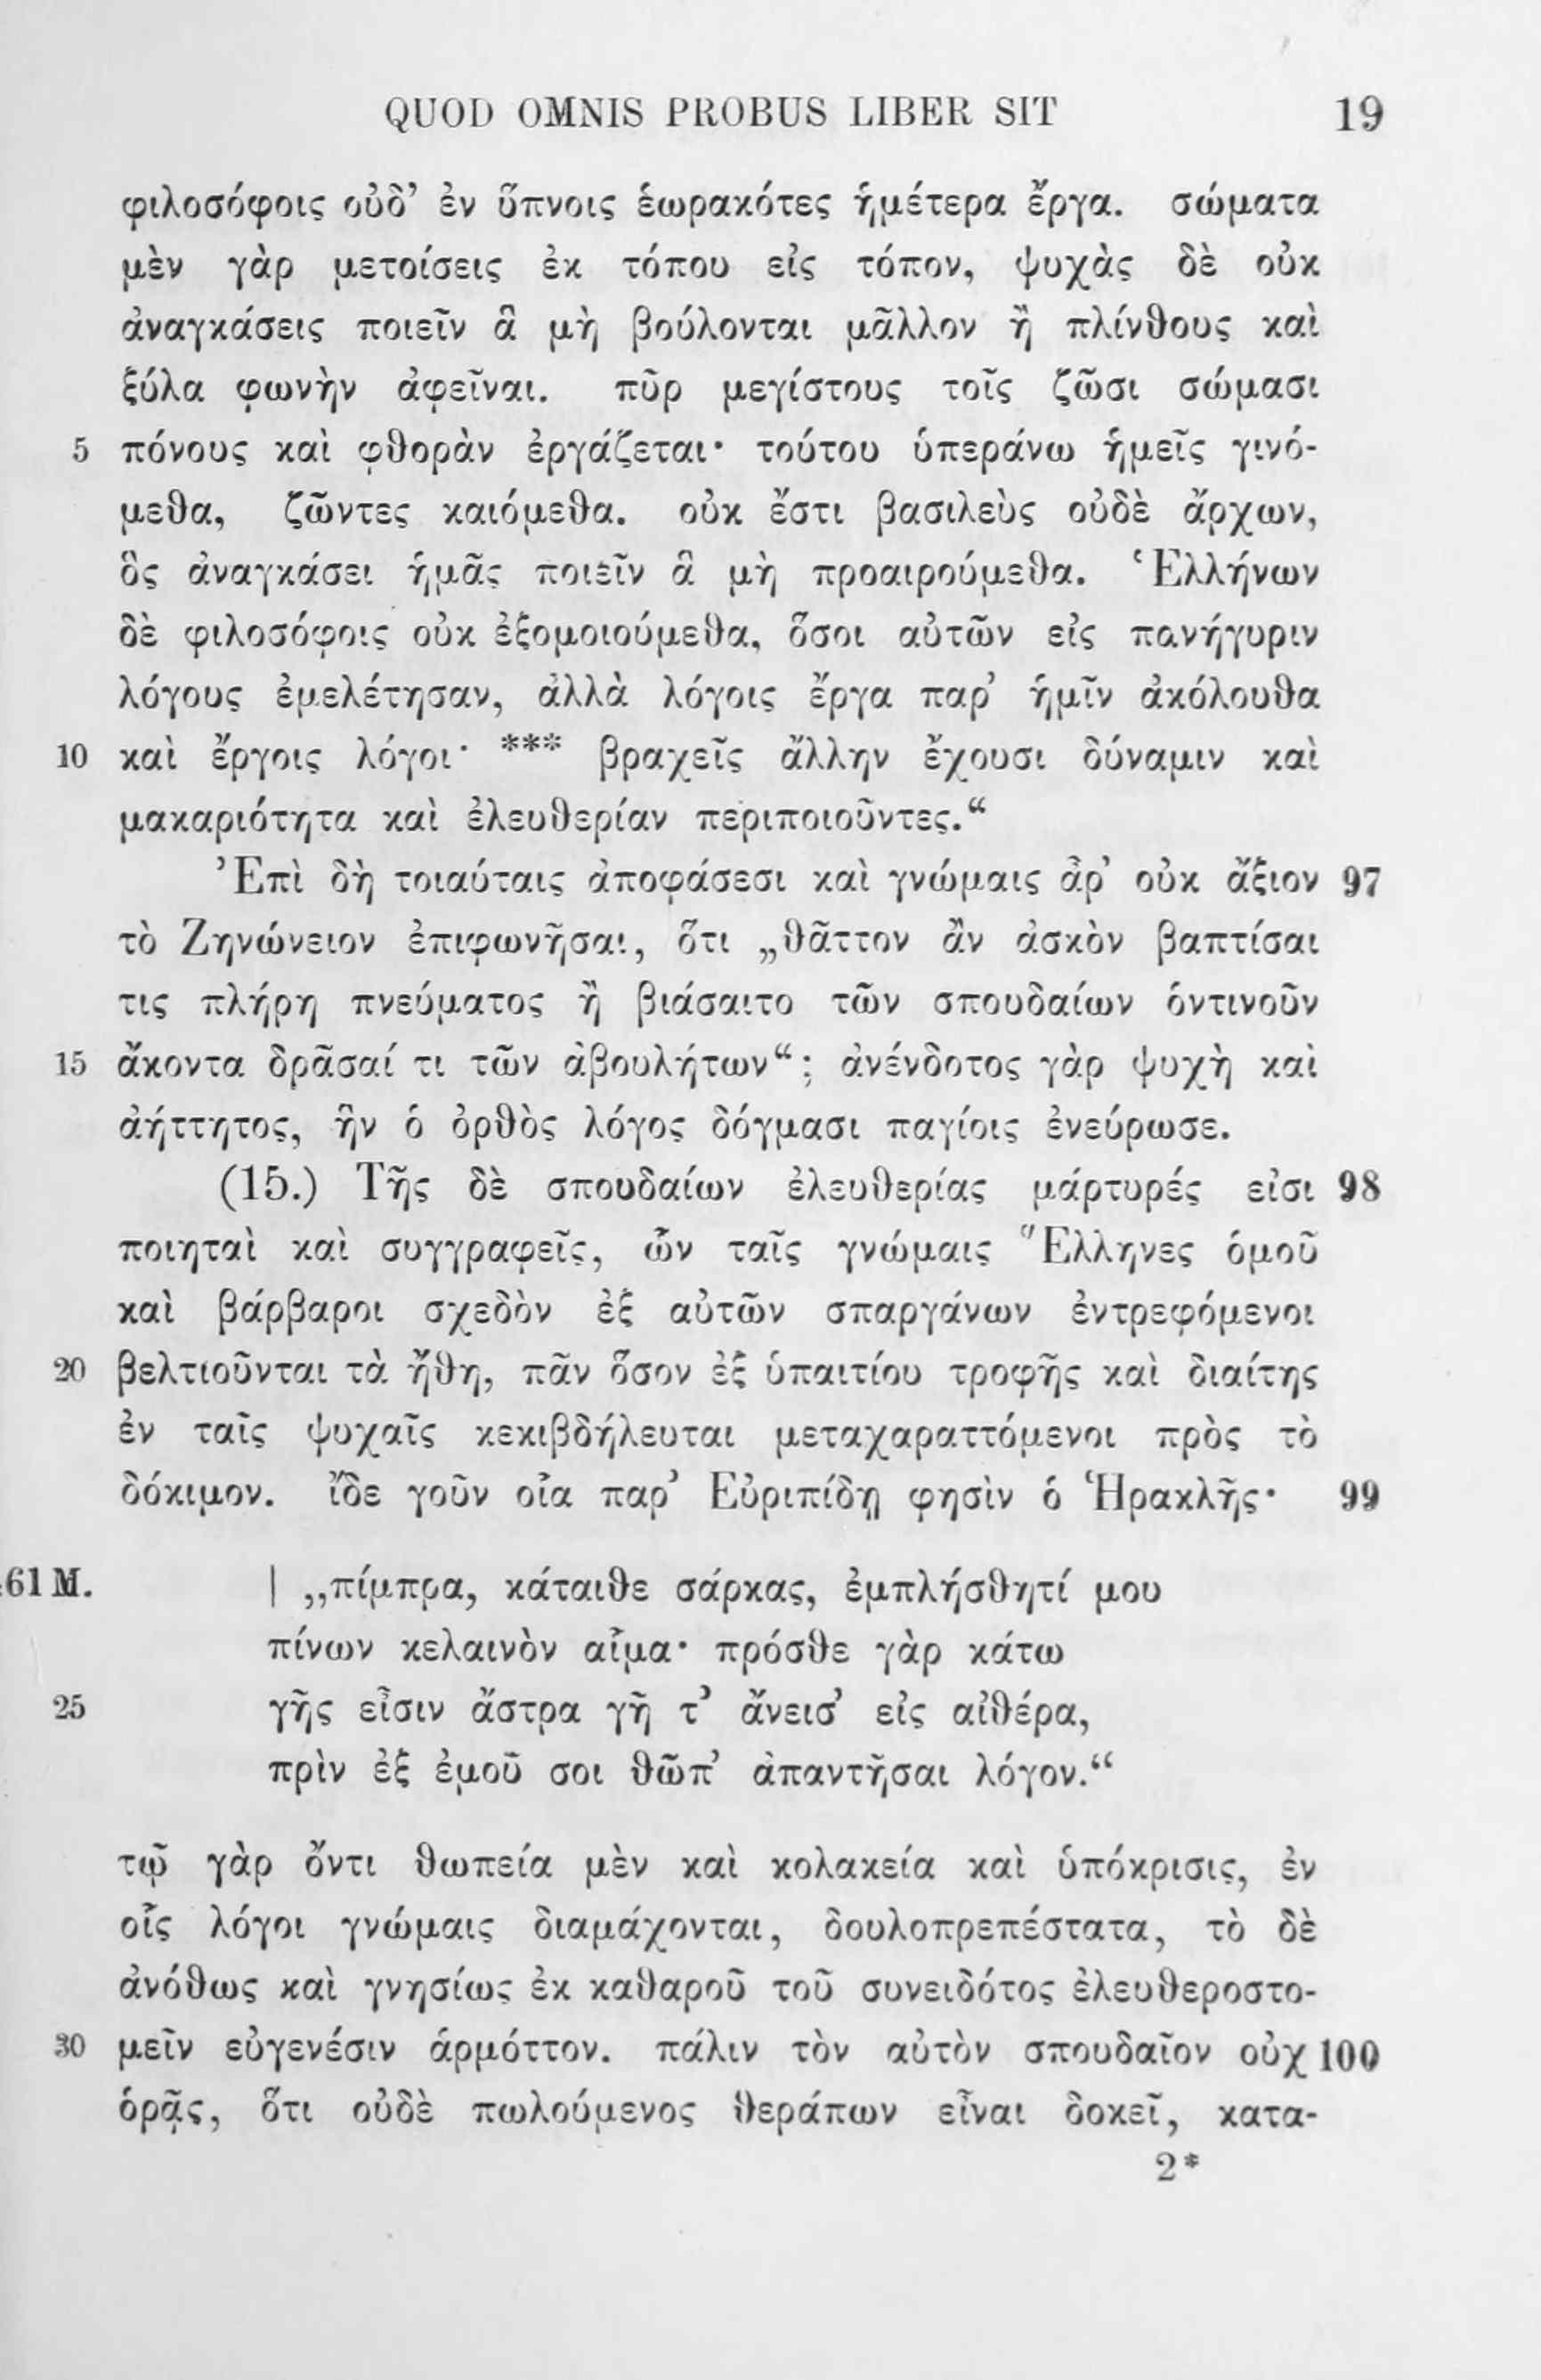 QUOD OMNIS PROBUS LIBER SIT 19
φιλοσόφοις οὐδ’ ἐν ὕπνοις ἑωρακότες ἡμέτερα ἔργα. σώματα
μὲν γὰρ μετοίσεις ἐκ τόπου εἰς τόπον, ψυχὰς δὲ οὐκ
ἀναγκάσεις ποιεῖν ἃ μὴ βούλονται μᾶλλον ἢ πλίνθους καὶ
ξύλα φωνὴν ἀφεῖναι. πῦρ μεγίστους τοῖς ζῶσι σώμασι
5 πόνους καὶ φθορὰν ἐργάζεται· τούτου ὑπεράνω ἡμεῖς γινό-
μεθα, ζῶντες καιόμεθα. οὐκ ἔστι βασιλεὺς οὐδὲ ἄρχων,
ὃς ἀναγκάσει ἡμᾶς ποιεῖν ἃ μὴ προαιρούμεθα. Ἑλλήνων
δὲ φιλοσόφοις οὐκ ἐξομοιούμεθα, ὅσοι αὐτῶν εἰς πανήγυριν
λόγους ἐμελέτησαν, ἀλλὰ λόγοις ἔργα παρ’ ἡμῖν ἀκόλουθα
10 καὶ ἔργοις λόγοι· *** βραχεῖς ἄλλην ἔχουσι δύναμιν καὶ
μακαριότητα καὶ ἐλευθερίαν περιποιοῦντες.“
Ἐπὶ δὴ τοιαύταις ἀποφάσεσι καὶ γνώμαις ἆρ’ οὐκ ἄξιον 97
τὸ Ζηνώνειον ἐπιφωνῆσαι, ὅτι „θᾶττον ἂν ἀσκὸν βαπτίσαι
τις πλήρη πνεύματος ἢ βιάσαιτο τῶν σπουδαίων ὁντινοῦν
15 ἄκοντα δρᾶσαί τι τῶν ἀβουλήτων“; ἀνένδοτος γὰρ ψυχὴ καὶ
ἀήττητος, ἣν ὁ ὀρθὸς λόγος δόγμασι παγίοις ἐνεύρωσε.
(15.) Τῆς δὲ σπουδαίων ἐλευθερίας μάρτυρές εἰσι 98
ποιηταὶ καὶ συγγραφεῖς, ὧν ταῖς γνώμαις Ἕλληνες ὁμοῦ
καὶ βάρβαροι σχεδὸν ἐξ αὐτῶν σπαργάνων ἐντρεφόμενοι
20 βελτιοῦνται τὰ ἤθη, πᾶν ὅσον ἐξ ὑπαιτίου τροφῆς καὶ διαίτης
ἐν ταῖς ψυχαῖς κεκιβδήλευται μεταχαραττόμενοι πρὸς τὸ
δόκιμον. ἴδε γοῦν οἷα παρ’ Εὐριπίδῃ φησὶν ὁ Ἡρακλῆς· 99
61 M. | „πίμπρα, κάταιθε σάρκας, ἐμπλήσθητί μου
πίνων κελαινὸν αἷμα· πρόσθε γὰρ κάτω
25 γῆς εἶσιν ἄστρα γῆ τ’ ἄνεισ’ εἰς αἰθέρα,
πρὶν ἐξ ἐμοῦ σοι θῶπ’ ἀπαντῆσαι λόγον.“
τῷ γὰρ ὄντι θωπεία μὲν καὶ κολακεία καὶ ὑπόκρισις, ἐν
οἷς λόγοι γνώμαις διαμάχονται, δουλοπρεπέστατα, τὸ δὲ
ἀνόθως καὶ γνησίως ἐκ καθαροῦ τοῦ συνειδότος ἐλευθεροστο-
30 μεῖν εὐγενέσιν ἁρμόττον. πάλιν τὸν αὐτὸν σπουδαῖον οὐχ 100
ὁρᾷς, ὅτι οὐδὲ πωλούμενος θεράπων εἶναι δοκεῖ, κατα-
2*